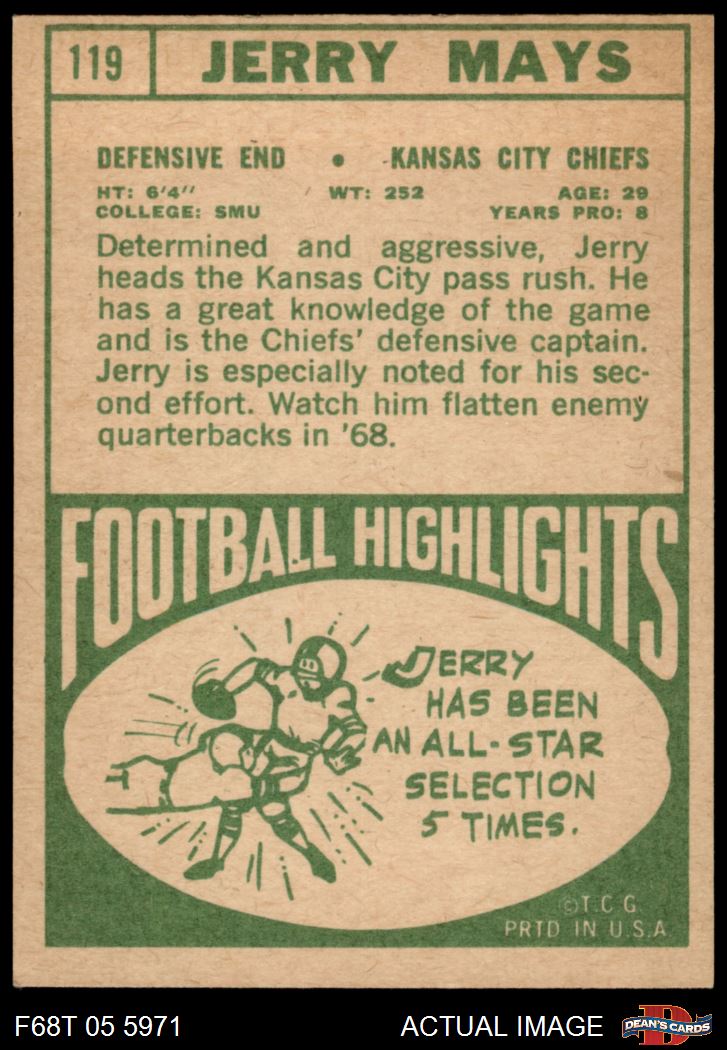 119 JERRY MAYS
DEFENSIVE END • KANSAS CITY CHIEFS
HT: 6'4" WT: 252 AGE: 29
COLLEGE: SMU YEARS PRO: 8
Determined and aggressive, Jerry
heads the Kansas City pass rush. He
has a great knowledge of the game
and is the Chiefs' defensive captain.
Jerry is especially noted for his sec-
ond effort. Watch him flatten enemy
quarterbacks in '68.
FOOTBALL HIGHLIGHTS
JERRY
HAS BEEN
AN ALL-STAR
SELECTION
5 TIMES.
©T.C.G.
PRTD IN U.S.A.
F68T 05 5971 ACTUAL IMAGE D DEAN'S CARDS